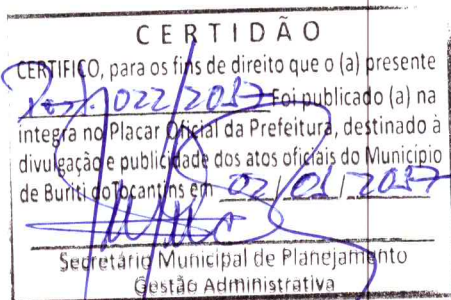 CERTIDÃO
CERTIFICO, para os fins de direito que o (a) presente
022/2017 Foi publicado (a) na
integra no Placar Oficial da Prefeitura, destinado à
divulgação e publicidade dos atos oficiais do Municipio
de Buriti do Tocantins em 02/01/2017
Secretário Municipal de Planejamento
Gestão Administrativa